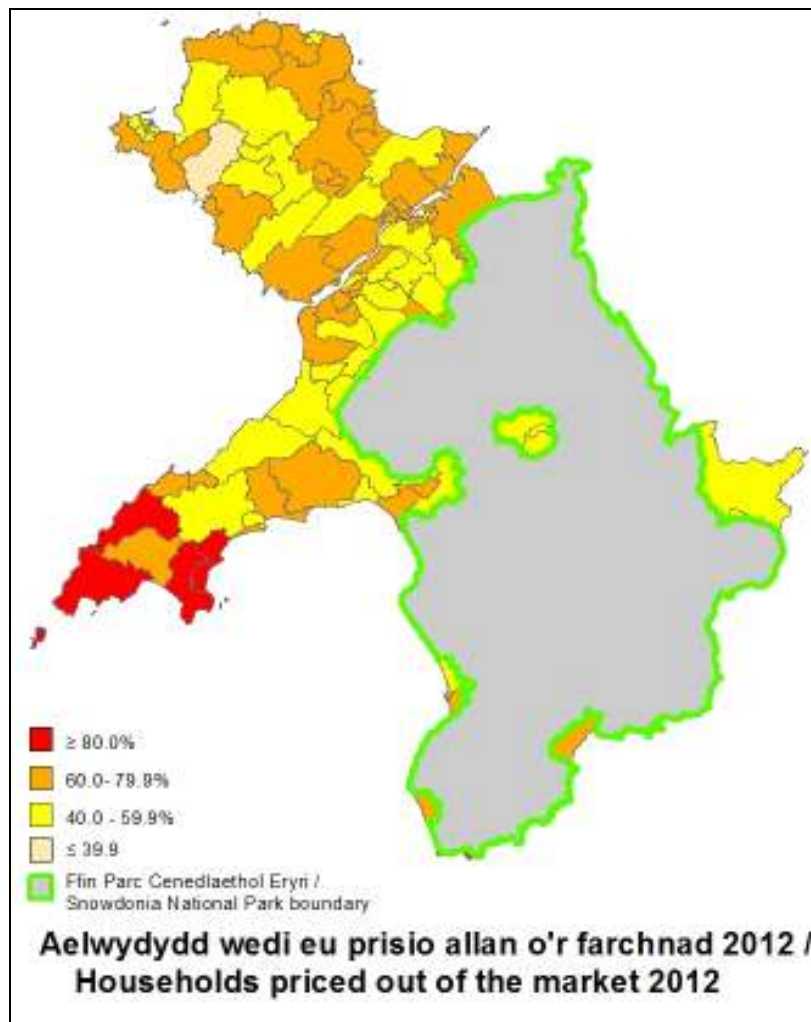 ≥ 80.0%
60.0- 79.9%
40.0 - 59.9%
≤ 39.9
Ffin Parc Cenedlaethol Eryri /
Snowdonia National Park boundary
Aelwydydd wedi eu prisio allan o'r farchnad 2012 /
Households priced out of the market 2012